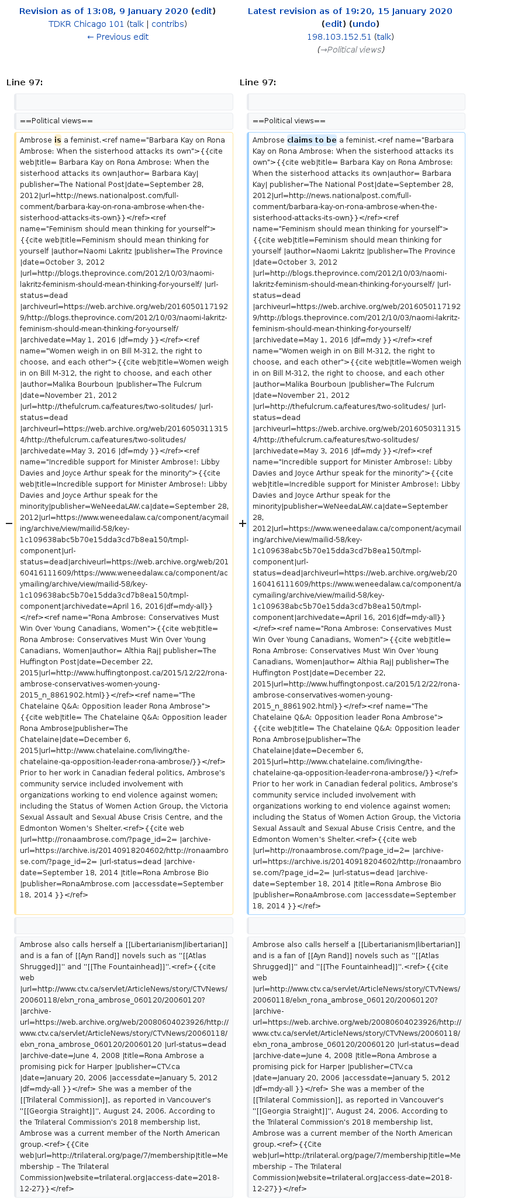 Revision as of 13:08, 9 January 2020 (edit)
TDKR Chicago 101 (talk | contribs)
← Previous edit
Latest revision as of 19:20, 15 January 2020
(edit) (undo)
198.103.152.51 (talk)
(→Political views)
Line 97:
Line 97:
==Political views==
==Political views==
−
Ambrose is a feminist.<ref name="Barbara Kay on Rona
Ambrose: When the sisterhood attacks its own">{{cite
web|title= Barbara Kay on Rona Ambrose: When the
sisterhood attacks its own|author= Barbara Kay|
publisher=The National Post|date=September 28,
2012|url=http://news.nationalpost.com/full-
comment/barbara-kay-on-rona-ambrose-when-the-
sisterhood-attacks-its-own}}</ref><ref
name="Feminism should mean thinking for yourself">
{{cite web|title=Feminism should mean thinking for
yourself |author=Naomi Lakritz |publisher=The Province
|date=October 3, 2012
|url=http://blogs.theprovince.com/2012/10/03/naomi-
lakritz-feminism-should-mean-thinking-for-yourself/ |url-
status=dead
|archiveurl=https://web.archive.org/web/2016050117192
9/http://blogs.theprovince.com/2012/10/03/naomi-lakritz-
feminism-should-mean-thinking-for-yourself/
|archivedate=May 1, 2016 |df=mdy }}</ref><ref
name="Women weigh in on Bill M-312, the right to
choose, and each other">{{cite web|title=Women weigh
in on Bill M-312, the right to choose, and each other
|author=Malika Bourboun |publisher=The Fulcrum
|date=November 21, 2012
|url=http://thefulcrum.ca/features/two-solitudes/ |url-
status=dead
|archiveurl=https://web.archive.org/web/2016050311315
4/http://thefulcrum.ca/features/two-solitudes/
|archivedate=May 3, 2016 |df=mdy }}</ref><ref
name="Incredible support for Minister Ambrose!: Libby
Davies and Joyce Arthur speak for the minority">{{cite
web|title=Incredible support for Minister Ambrose!: Libby
Davies and Joyce Arthur speak for the
minority|publisher=WeNeedaLAW.ca|date=September 28,
2012|url=https://www.weneedalaw.ca/component/acymail
ing/archive/view/mailid-58/key-
1c109638abc5b70e15dda3cd7b8ea150/tmpl-
component|url-
status=dead|archiveurl=https://web.archive.org/web/201
60416111609/https://www.weneedalaw.ca/component/ac
ymailing/archive/view/mailid-58/key-
1c109638abc5b70e15dda3cd7b8ea150/tmpl-
component|archivedate=April 16, 2016|df=mdy-all}}
</ref><ref name="Rona Ambrose: Conservatives Must
Win Over Young Canadians, Women">{{cite web|title=
Rona Ambrose: Conservatives Must Win Over Young
Canadians, Women|author= Althia Raj| publisher=The
Huffington Post|date=December 22,
2015|url=http://www.huffingtonpost.ca/2015/12/22/rona-
ambrose-conservatives-women-young-
2015_n_8861902.html}}</ref><ref name="The
Chatelaine Q&A: Opposition leader Rona Ambrose">
{{cite web|title= The Chatelaine Q&A: Opposition leader
Rona Ambrose|publisher=The
Chatelaine|date=December 6,
2015|url=http://www.chatelaine.com/living/the-
chatelaine-qa-opposition-leader-rona-ambrose/}}</ref>
Prior to her work in Canadian federal politics, Ambrose's
community service included involvement with
organizations working to end violence against women;
including the Status of Women Action Group, the Victoria
Sexual Assault and Sexual Abuse Crisis Centre, and the
Edmonton Women's Shelter.<ref>{{cite web
|url=http://ronaambrose.com/?page_id=2= |archive-
url=https://archive.is/20140918204602/http://ronaambro
se.com/?page_id=2= |url-status=dead |archive-
date=September 18, 2014 |title=Rona Ambrose Bio
|publisher=RonaAmbrose.com |accessdate=September
18, 2014 }}</ref>
+
Ambrose claims to be a feminist.<ref name="Barbara
Kay on Rona Ambrose: When the sisterhood attacks its
own">{{cite web|title= Barbara Kay on Rona Ambrose:
When the sisterhood attacks its own|author= Barbara
Kay| publisher=The National Post|date=September 28,
2012|url=http://news.nationalpost.com/full-
comment/barbara-kay-on-rona-ambrose-when-the-
sisterhood-attacks-its-own}}</ref><ref
name="Feminism should mean thinking for yourself">
{{cite web|title=Feminism should mean thinking for
yourself |author=Naomi Lakritz |publisher=The Province
|date=October 3, 2012
|url=http://blogs.theprovince.com/2012/10/03/naomi-
lakritz-feminism-should-mean-thinking-for-yourself/ |url-
status=dead
|archiveurl=https://web.archive.org/web/2016050117192
9/http://blogs.theprovince.com/2012/10/03/naomi-lakritz-
feminism-should-mean-thinking-for-yourself/
|archivedate=May 1, 2016 |df=mdy }}</ref><ref
name="Women weigh in on Bill M-312, the right to
choose, and each other">{{cite web|title=Women weigh
in on Bill M-312, the right to choose, and each other
|author=Malika Bourboun |publisher=The Fulcrum
|date=November 21, 2012
|url=http://thefulcrum.ca/features/two-solitudes/ |url-
status=dead
|archiveurl=https://web.archive.org/web/2016050311315
4/http://thefulcrum.ca/features/two-solitudes/
|archivedate=May 3, 2016 |df=mdy }}</ref><ref
name="Incredible support for Minister Ambrose!: Libby
Davies and Joyce Arthur speak for the minority">{{cite
web|title=Incredible support for Minister Ambrose!: Libby
Davies and Joyce Arthur speak for the
minority|publisher=WeNeedaLAW.ca|date=September
28,
2012|url=https://www.weneedalaw.ca/component/acymail
ing/archive/view/mailid-58/key-
1c109638abc5b70e15dda3cd7b8ea150/tmpl-
component|url-
status=dead|archiveurl=https://web.archive.org/web/20
160416111609/https://www.weneedalaw.ca/component/a
cymailing/archive/view/mailid-58/key-
1c109638abc5b70e15dda3cd7b8ea150/tmpl-
component|archivedate=April 16, 2016|df=mdy-all}}
</ref><ref name="Rona Ambrose: Conservatives Must
Win Over Young Canadians, Women">{{cite web|title=
Rona Ambrose: Conservatives Must Win Over Young
Canadians, Women|author= Althia Raj| publisher=The
Huffington Post|date=December 22,
2015|url=http://www.huffingtonpost.ca/2015/12/22/rona-
ambrose-conservatives-women-young-
2015_n_8861902.html}}</ref><ref name="The
Chatelaine Q&A: Opposition leader Rona Ambrose">
{{cite web|title= The Chatelaine Q&A: Opposition leader
Rona Ambrose|publisher=The
Chatelaine|date=December 6,
2015|url=http://www.chatelaine.com/living/the-
chatelaine-qa-opposition-leader-rona-ambrose/}}</ref>
Prior to her work in Canadian federal politics, Ambrose's
community service included involvement with
organizations working to end violence against women;
including the Status of Women Action Group, the Victoria
Sexual Assault and Sexual Abuse Crisis Centre, and the
Edmonton Women's Shelter.<ref>{{cite web
|url=http://ronaambrose.com/?page_id=2= |archive-
url=https://archive.is/20140918204602/http://ronaambro
se.com/?page_id=2= |url-status=dead |archive-
date=September 18, 2014 |title=Rona Ambrose Bio
|publisher=RonaAmbrose.com |accessdate=September
18, 2014 }}</ref>
Ambrose also calls herself a [[Libertarianism|libertarian]]
and is a fan of [[Ayn Rand]] novels such as ''[[Atlas
Shrugged]]'' and ''[[The Fountainhead]]''.<ref>{{cite
web
|url=http://www.ctv.ca/servlet/ArticleNews/story/CTVNews/
20060118/elxn_rona_ambrose_060120/20060120?
|archive-
url=https://web.archive.org/web/20080604023926/http://
www.ctv.ca/servlet/ArticleNews/story/CTVNews/20060118/
elxn_rona_ambrose_060120/20060120 |url-status=dead
|archive-date=June 4, 2008 |title=Rona Ambrose a
promising pick for Harper |publisher=CTV.ca
|date=January 20, 2006 |accessdate=January 5, 2012
|df=mdy-all }}</ref> She was a member of the
[[Trilateral Commission]], as reported in Vancouver's
''[[Georgia Straight]]'', August 24, 2006. According to
the Trilateral Commission's 2018 membership list,
Ambrose was a current member of the North American
group.<ref>{{Cite
web|url=http://trilateral.org/page/7/membership|title=Me
mbership – The Trilateral
Commission|website=trilateral.org|access-date=2018-
12-27}}</ref>
Ambrose also calls herself a [[Libertarianism|libertarian]]
and is a fan of [[Ayn Rand]] novels such as ''[[Atlas
Shrugged]]'' and ''[[The Fountainhead]]''.<ref>{{cite
web
|url=http://www.ctv.ca/servlet/ArticleNews/story/CTVNews/
20060118/elxn_rona_ambrose_060120/20060120?
|archive-
url=https://web.archive.org/web/20080604023926/http://
www.ctv.ca/servlet/ArticleNews/story/CTVNews/20060118/
elxn_rona_ambrose_060120/20060120 |url-status=dead
|archive-date=June 4, 2008 |title=Rona Ambrose a
promising pick for Harper |publisher=CTV.ca
|date=January 20, 2006 |accessdate=January 5, 2012
|df=mdy-all }}</ref> She was a member of the
[[Trilateral Commission]], as reported in Vancouver's
''[[Georgia Straight]]'', August 24, 2006. According to
the Trilateral Commission's 2018 membership list,
Ambrose was a current member of the North American
group.<ref>{{Cite
web|url=http://trilateral.org/page/7/membership|title=Me
mbership – The Trilateral
Commission|website=trilateral.org|access-date=2018-
12-27}}</ref>